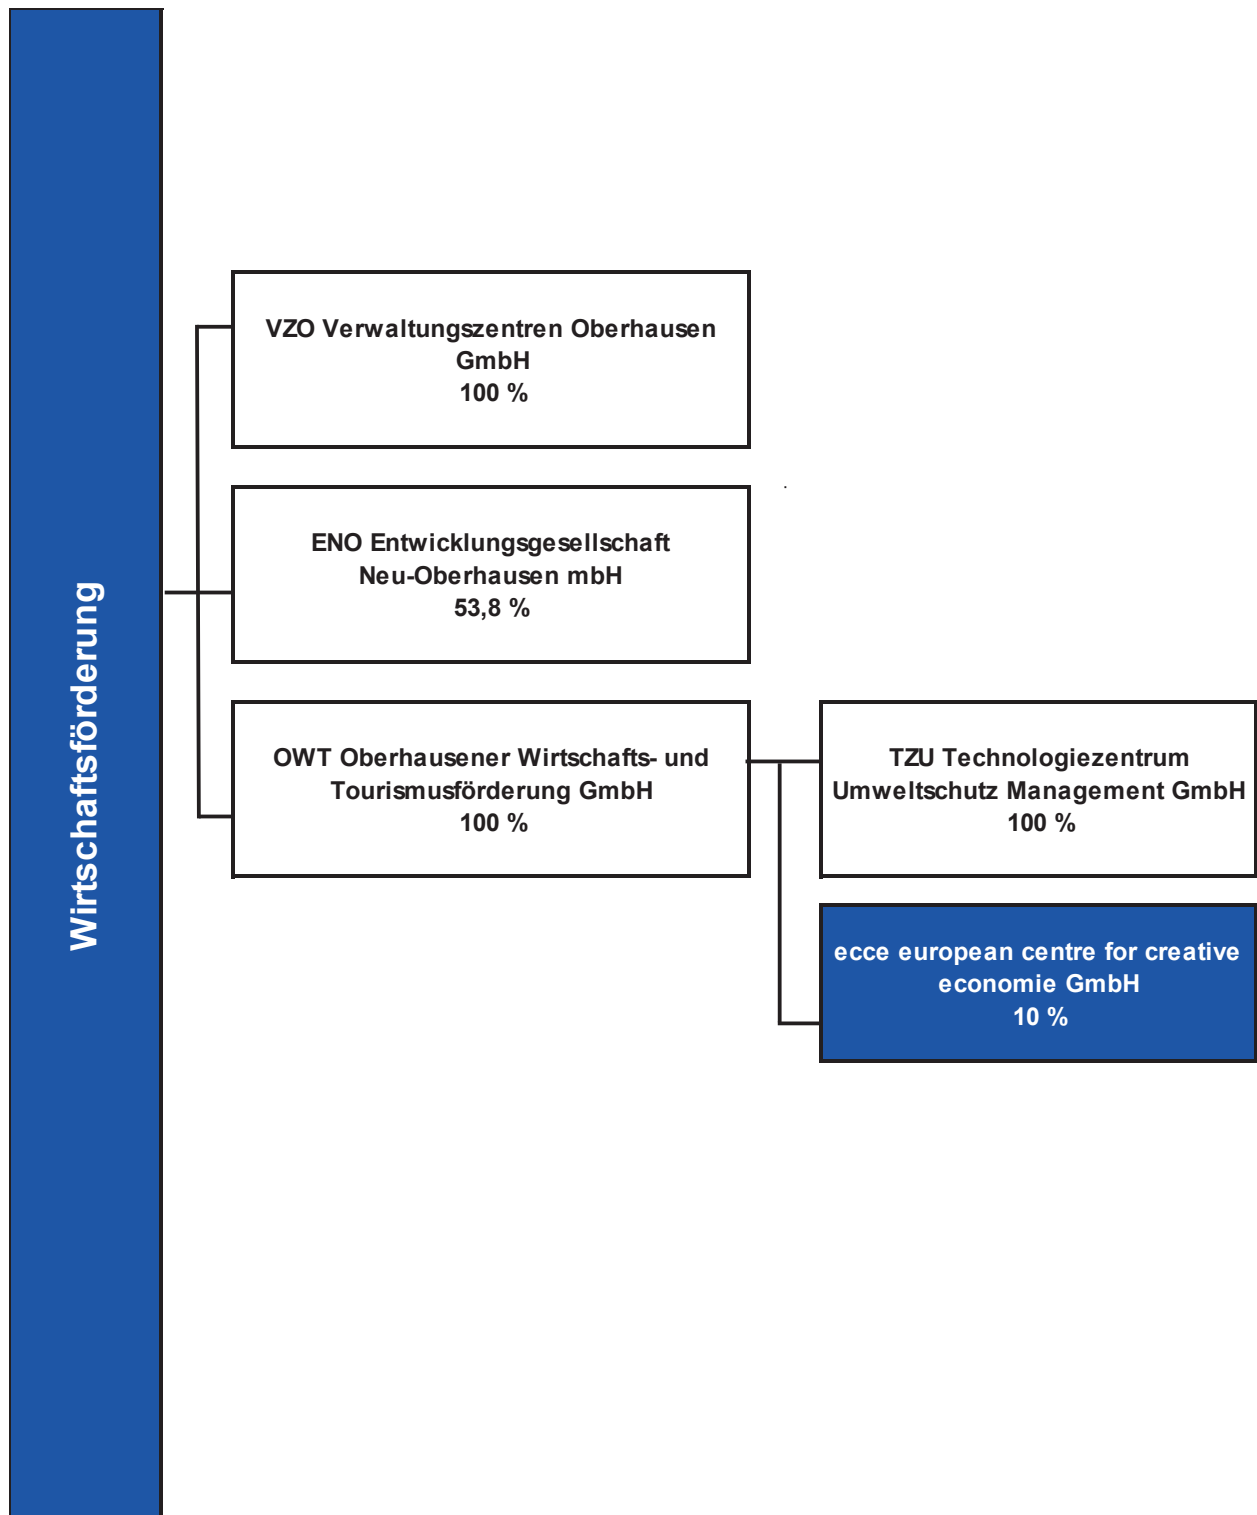 Wirtschaftsförderung
VZO Verwaltungszentren Oberhausen
GmbH
100 %
ENO Entwicklungsgesellschaft
Neu-Oberhausen mbH
53,8 %
OWT Oberhausener Wirtschafts- und
Tourismusförderung GmbH
100 %
TZU Technologiezentrum
Umweltschutz Management GmbH
100 %
ecce european centre for creative
economie GmbH
10 %